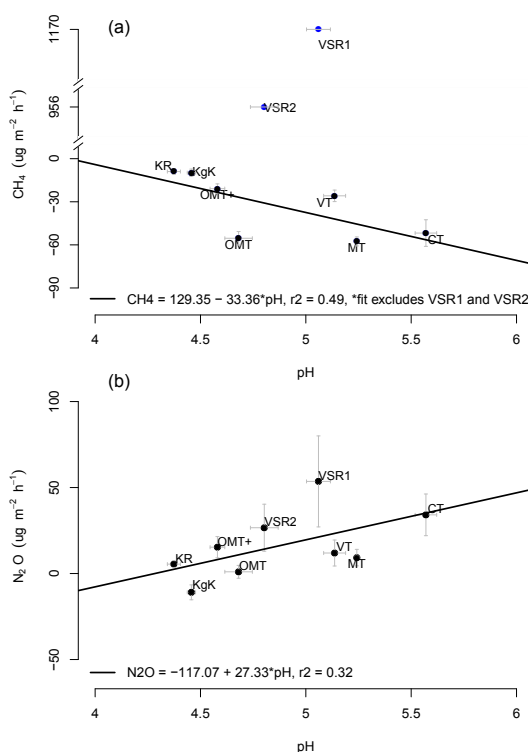 (a)
1170
956
0
−30
−60
−90
CH4 (ug m−2 h−1)
VSR1
VSR2
KR
KgK
OMT+
OMT
VT
MT
CT
CH4 = 129.35 − 33.36*pH, r2 = 0.49, *fit excludes VSR1 and VSR2
4 4.5 5 5.5 6
pH
(b)
100
50
0
−50
N2O (ug m−2 h−1)
VSR1
VSR2
CT
OMT+
KR
OMT
VT
MT
KgK
N2O = −117.07 + 27.33*pH, r2 = 0.32
4 4.5 5 5.5 6
pH